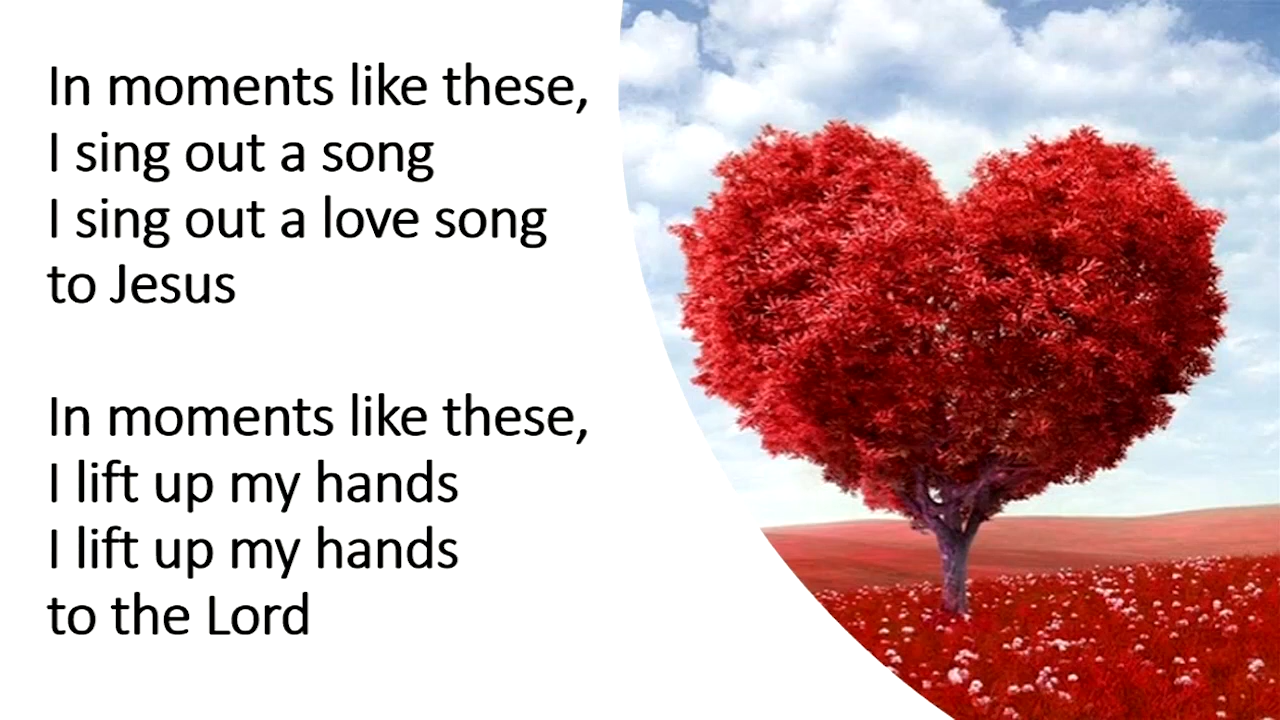 In moments like these,
I sing out a song
I sing out a love song
to Jesus
In moments like these,
I lift up my hands
I lift up my hands
to the Lord